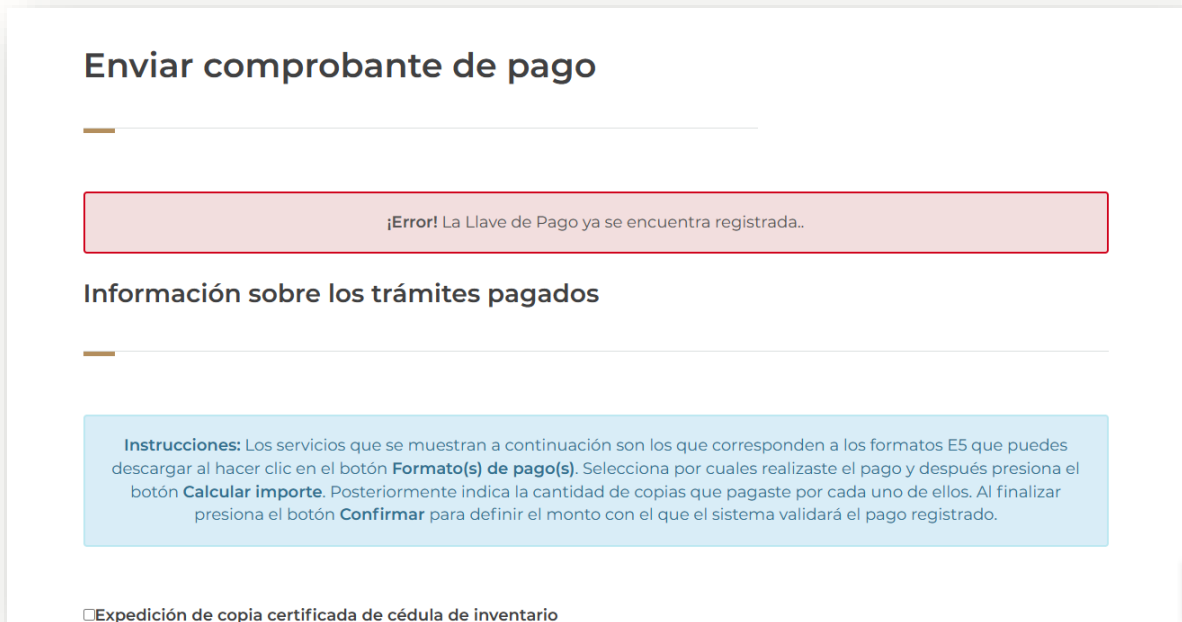 Enviar comprobante de pago
¡Error! La Llave de Pago ya se encuentra registrada..
Información sobre los trámites pagados
Instrucciones: Los servicios que se muestran a continuación son los que corresponden a los formatos E5 que puedes
descargar al hacer clic en el botón Formato(s) de pago(s). Selecciona por cuales realizaste el pago y después presiona el
botón Calcular importe. Posteriormente indica la cantidad de copias que pagaste por cada uno de ellos. Al finalizar
presiona el botón Confirmar para definir el monto con el que el sistema validará el pago registrado.
Expedición de copia certificada de cédula de inventario